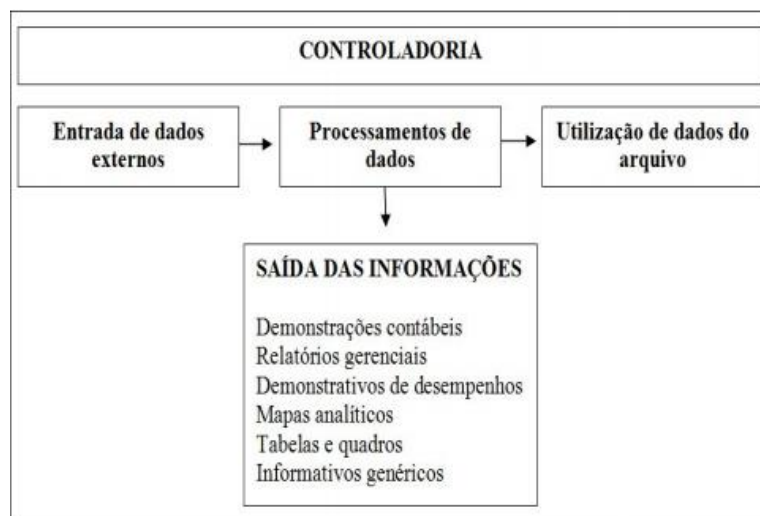 CONTROLADORIA
Entrada de dados
externos
Processamentos de
dados
Utilização de dados do
arquivo
SAÍDA DAS INFORMAÇÕES
Demonstrações contábeis
Relatórios gerenciais
Demonstrativos de desempenhos
Mapas analíticos
Tabelas e quadros
Informativos genéricos